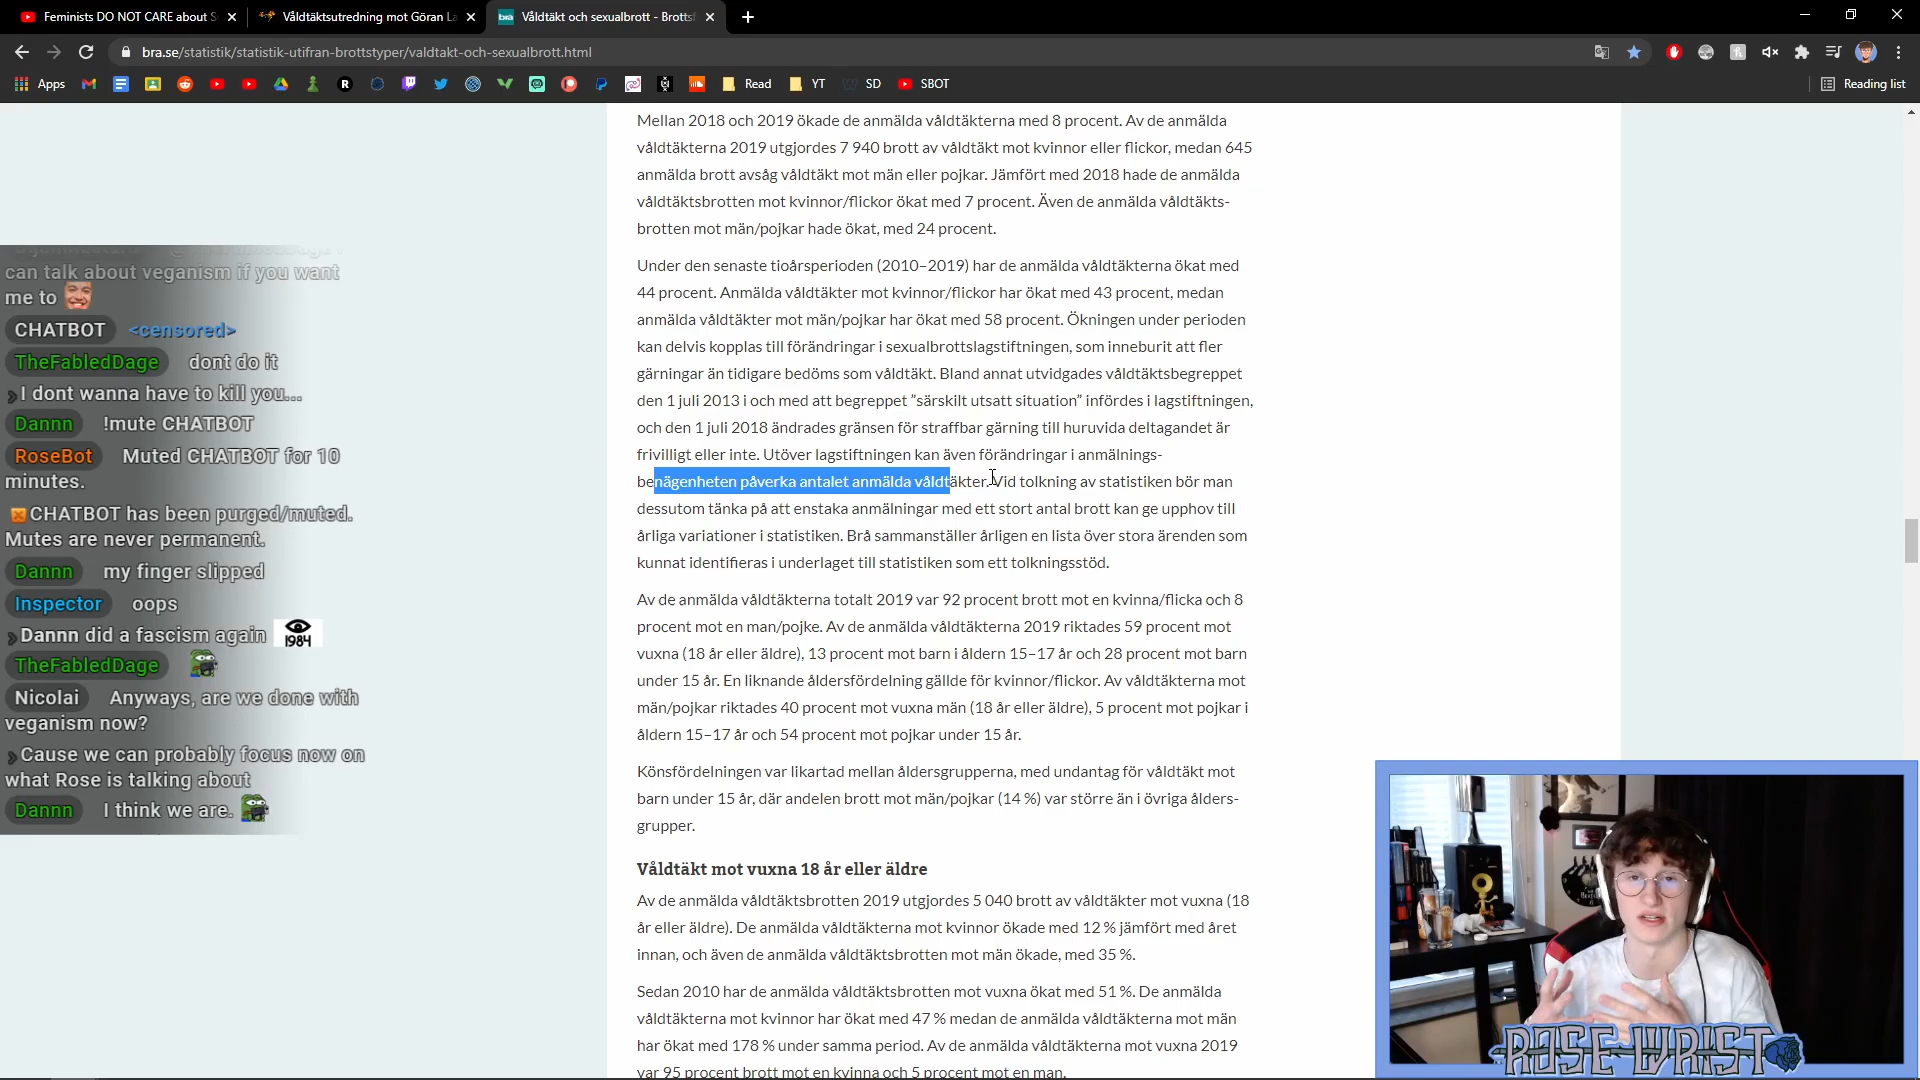 Feminists DO NOT CARE about S
Våldtäktsutredning mot Göran La
Våldtäkt och sexualbrott - Brottsf
bra.se/statistik/statistik-utifran-brottstyper/valdtakt-och-sexualbrott.html
Apps
Read
YT
SD
SBOT
Reading list
can talk about veganism if you want
me to
CHATBOT <censored>
TheFabledDage dont do it
I dont wanna have to kill you...
Dannn !mute CHATBOT
RoseBot Muted CHATBOT for 10
minutes.
CHATBOT has been purged/muted.
Mutes are never permanent.
Dannn my finger slipped
Inspector oops
Dannn did a fascism again 1984
TheFabledDage
Nicolai Anyways, are we done with
veganism now?
Cause we can probably focus now on
what Rose is talking about
Dannn I think we are.
Mellan 2018 och 2019 ökade de anmälda våldtäkterna med 8 procent. Av de anmälda
våldtäkterna 2019 utgjordes 7 940 brott av våldtäkt mot kvinnor eller flickor, medan 645
anmälda brott avsåg våldtäkt mot män eller pojkar. Jämfört med 2018 hade de anmälda
våldtäktsbrotten mot kvinnor/flickor ökat med 7 procent. Även de anmälda våldtäkts-
brotten mot män/pojkar hade ökat, med 24 procent.
Under den senaste tioårsperioden (2010–2019) har de anmälda våldtäkterna ökat med
44 procent. Anmälda våldtäkter mot kvinnor/flickor har ökat med 43 procent, medan
anmälda våldtäkter mot män/pojkar har ökat med 58 procent. Ökningen under perioden
kan delvis kopplas till förändringar i sexualbrottslagstiftningen, som inneburit att fler
gärningar än tidigare bedöms som våldtäkt. Bland annat utvidgades våldtäktsbegreppet
den 1 juli 2013 i och med att begreppet ”särskilt utsatt situation” infördes i lagstiftningen,
och den 1 juli 2018 ändrades gränsen för straffbar gärning till huruvida deltagandet är
frivilligt eller inte. Utöver lagstiftningen kan även förändringar i anmälnings-
benägenheten påverka antalet anmälda våldtäkter. Vid tolkning av statistiken bör man
dessutom tänka på att enstaka anmälningar med ett stort antal brott kan ge upphov till
årliga variationer i statistiken. Brå sammanställer årligen en lista över stora ärenden som
kunnat identifieras i underlaget till statistiken som ett tolkningsstöd.
Av de anmälda våldtäkterna totalt 2019 var 92 procent brott mot en kvinna/flicka och 8
procent mot en man/pojke. Av de anmälda våldtäkterna 2019 riktades 59 procent mot
vuxna (18 år eller äldre), 13 procent mot barn i åldern 15–17 år och 28 procent mot barn
under 15 år. En liknande åldersfördelning gällde för kvinnor/flickor. Av våldtäkterna mot
män/pojkar riktades 40 procent mot vuxna män (18 år eller äldre), 5 procent mot pojkar i
åldern 15–17 år och 54 procent mot pojkar under 15 år.
Könsfördelningen var likartad mellan åldersgrupperna, med undantag för våldtäkt mot
barn under 15 år, där andelen brott mot män/pojkar (14 %) var större än i övriga ålders-
grupper.
Våldtäkt mot vuxna 18 år eller äldre
Av de anmälda våldtäktsbrotten 2019 utgjordes 5 040 brott av våldtäkter mot vuxna (18
år eller äldre). De anmälda våldtäkterna mot kvinnor ökade med 12 % jämfört med året
innan, och även de anmälda våldtäktsbrotten mot män ökade, med 35 %.
Sedan 2010 har de anmälda våldtäktsbrotten mot vuxna ökat med 51 %. De anmälda
våldtäkterna mot kvinnor har ökat med 47 % medan de anmälda våldtäkterna mot män
har ökat med 178 % under samma period. Av de anmälda våldtäkterna mot vuxna 2019
var 95 procent brott mot en kvinna och 5 procent mot en man.
ROSE WRIST